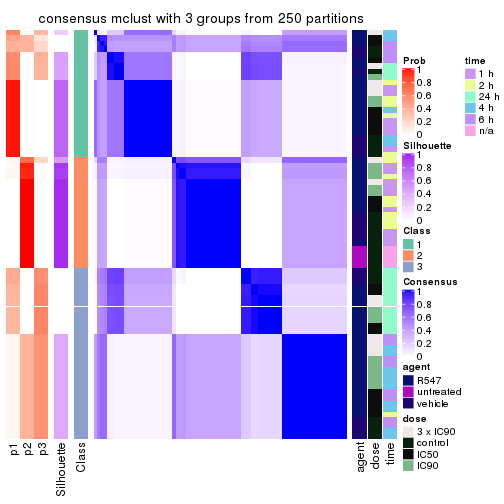 consensus mclust with 3 groups from 250 partitions
Prob
1
0.8
0.6
0.4
0.2
0
time
1 h
2 h
24 h
4 h
6 h
n/a
Silhouette
1
0.8
0.6
0.4
0.2
0
Class
1
2
3
Consensus
1
0.8
0.6
0.4
0.2
0
agent
R547
untreated
vehicle
dose
3 x IC90
control
IC50
IC90
p1
p2
p3
Silhouette
Class
agent
dose
time